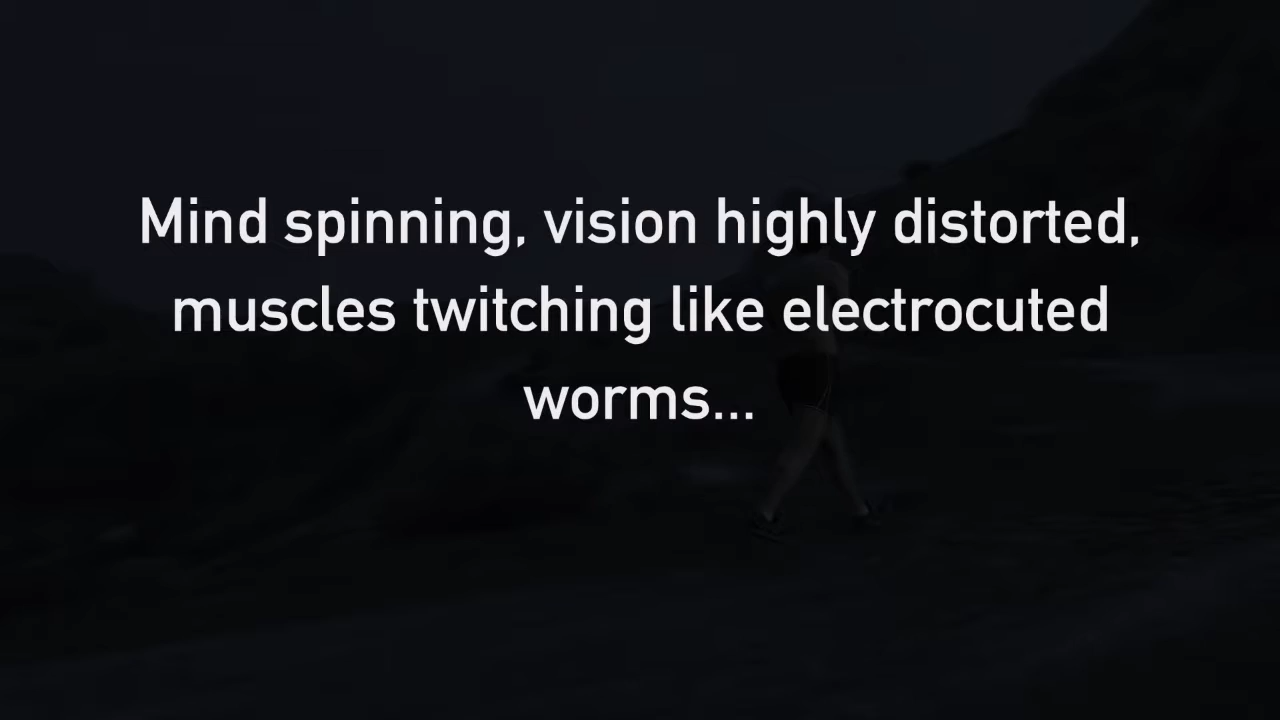 Mind spinning, vision highly distorted,
muscles twitching like electrocuted
worms...